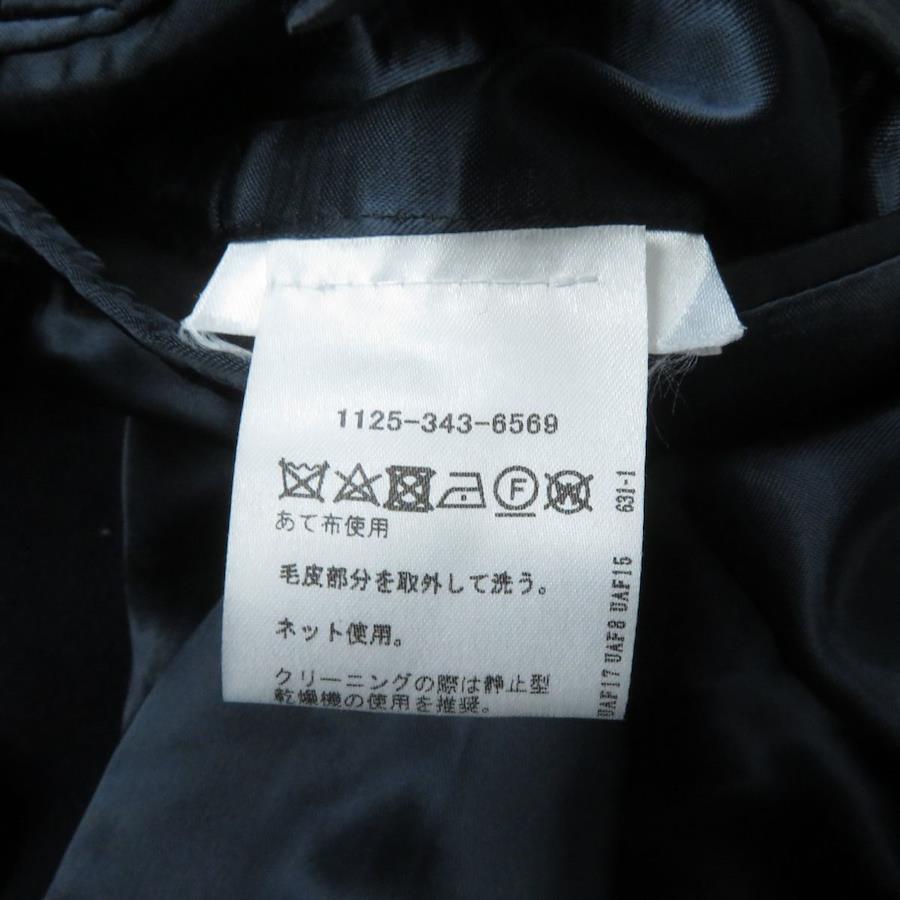 1125-343-6569
F W
あて布使用
毛皮部分を取外して洗う。
ネット使用。
クリーニングの際は静止型
乾燥機の使用を推奨。
UAF17 UAF8 UAF15 631-1